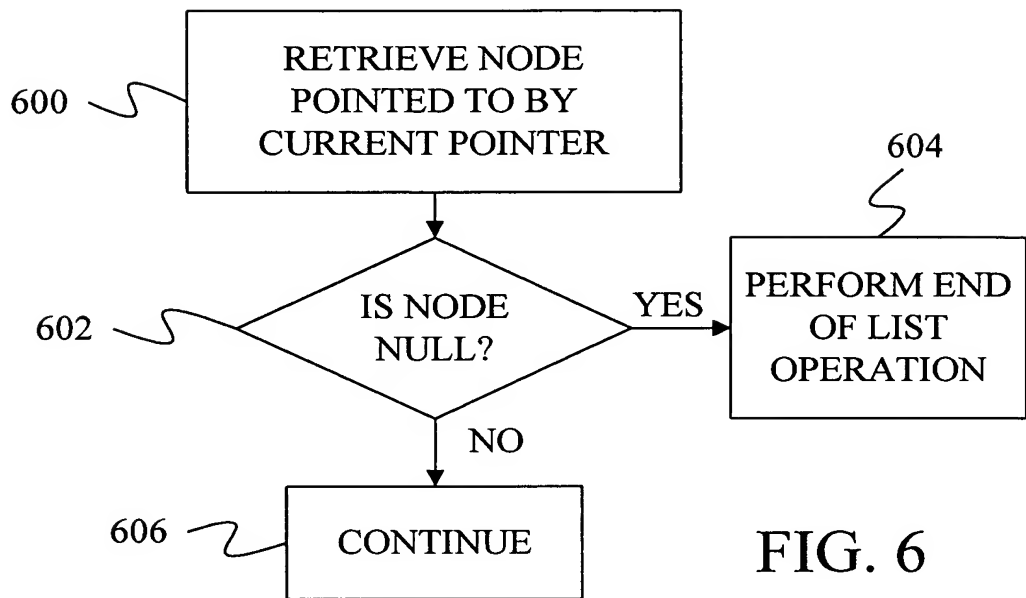 600
RETRIEVE NODE
POINTED TO BY
CURRENT POINTER
604
602
IS NODE
NULL?
YES
PERFORM END
OF LIST
OPERATION
NO
606
CONTINUE
FIG. 6